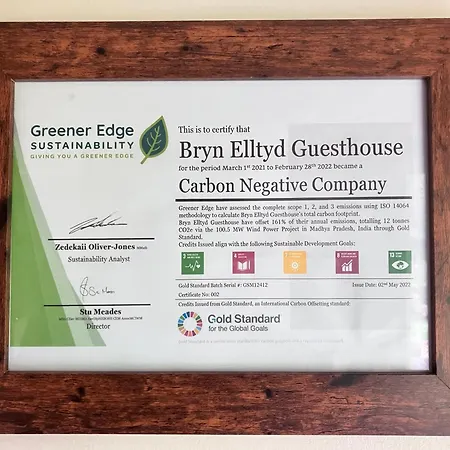 Greener Edge
SUSTAINABILITY
GIVING YOU A GREENER EDGE
Zedekaii Oliver-Jones
Sustainability Analyst
Stu Meades
Director
This is to certify that
Bryn Elltyd Guesthouse
for the period March 1st 2021 to February 28th 2022 became a
Carbon Negative Company
Greener Edge have assessed the complete scope 1, 2, and 3 emissions using ISO 14064
methodology to calculate Bryn Elltyd Guesthouse's total carbon footprint.
Bryn Elltyd Guesthouse have offset 161% of their annual emissions, totalling 12 tonnes
CO2e via the 100.5 MW Wind Power Project in Madhya Pradesh, India through Gold
Standard.
Credits Issued align with the following Sustainable Development Goals:
Gold Standard Batch Serial #: GSM12412
Issue Date: 02nd May 2022
Certificate No: 002
Credits Issued from Gold Standard, an International Carbon Offsetting standard:
Gold Standard
for the Global Goals